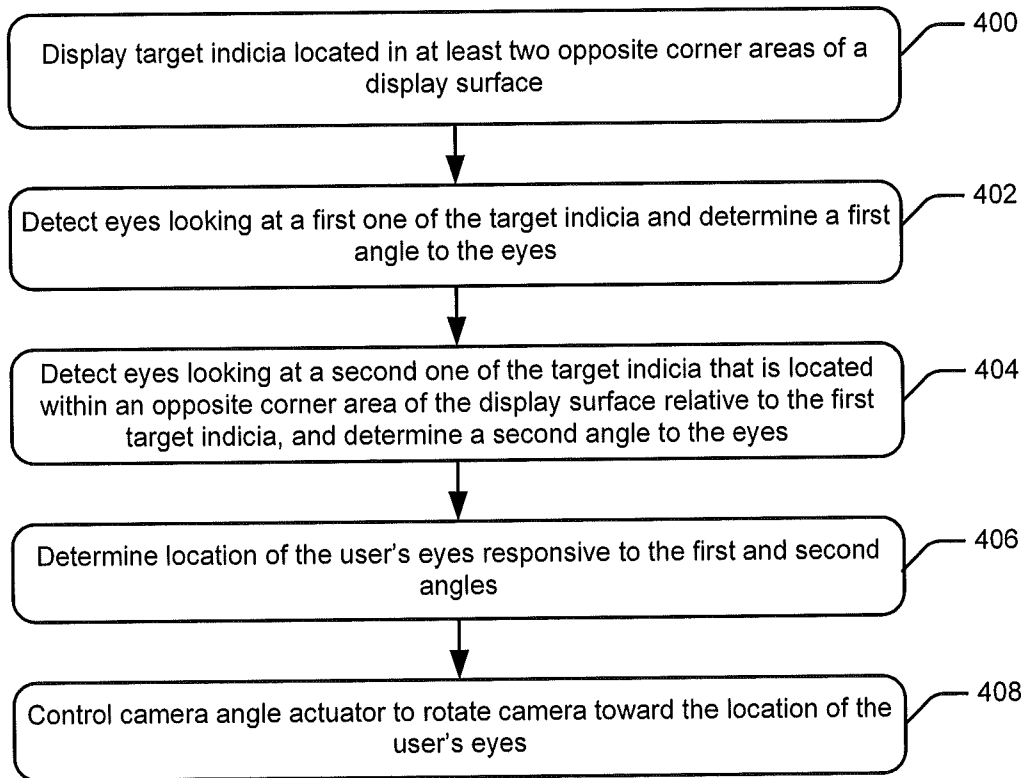 Display target indicia located in at least two opposite corner areas of a
display surface
400
Detect eyes looking at a first one of the target indicia and determine a first
angle to the eyes
402
Detect eyes looking at a second one of the target indicia that is located
within an opposite corner area of the display surface relative to the first
target indicia, and determine a second angle to the eyes
404
Determine location of the user's eyes responsive to the first and second
angles
406
Control camera angle actuator to rotate camera toward the location of the
user's eyes
408